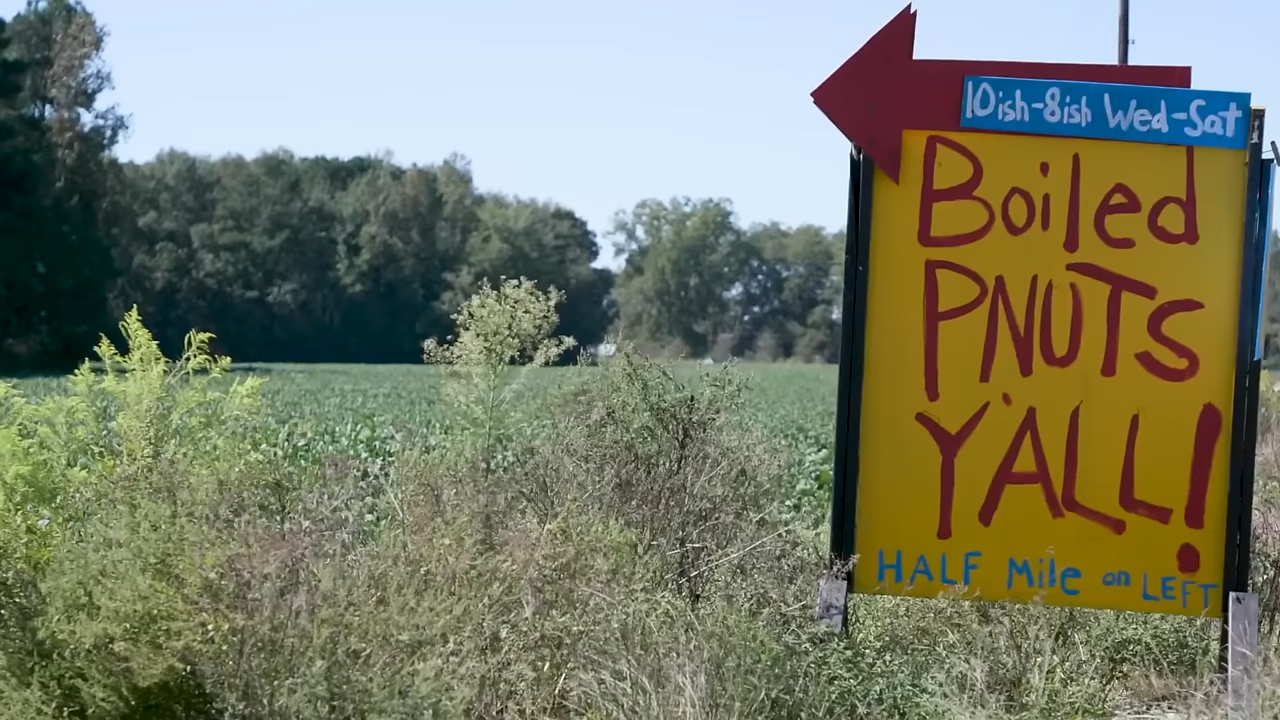 10ish-8ish Wed-Sat
Boiled
PNUTS
Y'ALL!
HALF Mile on LEFT